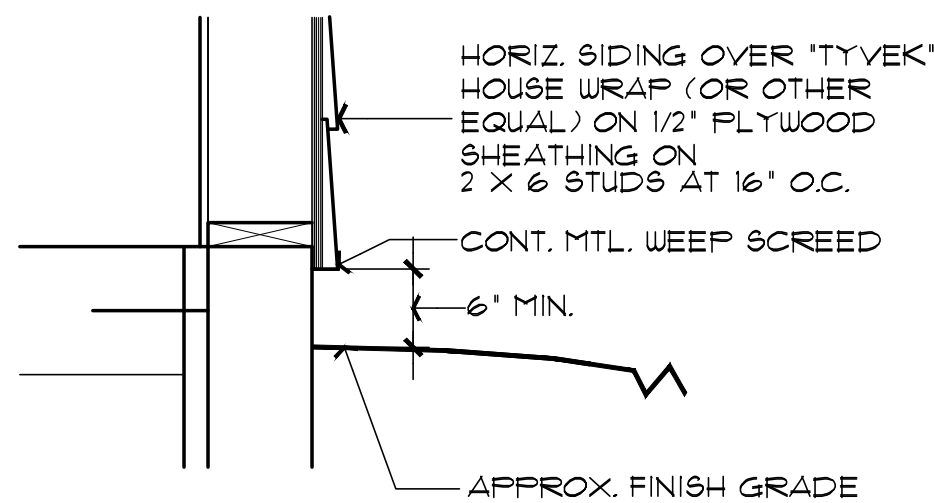 HORIZ. SIDING OVER "TYVEK"
HOUSE WRAP (OR OTHER
EQUAL) ON 1/2" PLYWOOD
SHEATHING ON
2 X 6 STUDS AT 16" O.C.
CONT. MTL. WEEP SCREED
6" MIN.
APPROX. FINISH GRADE